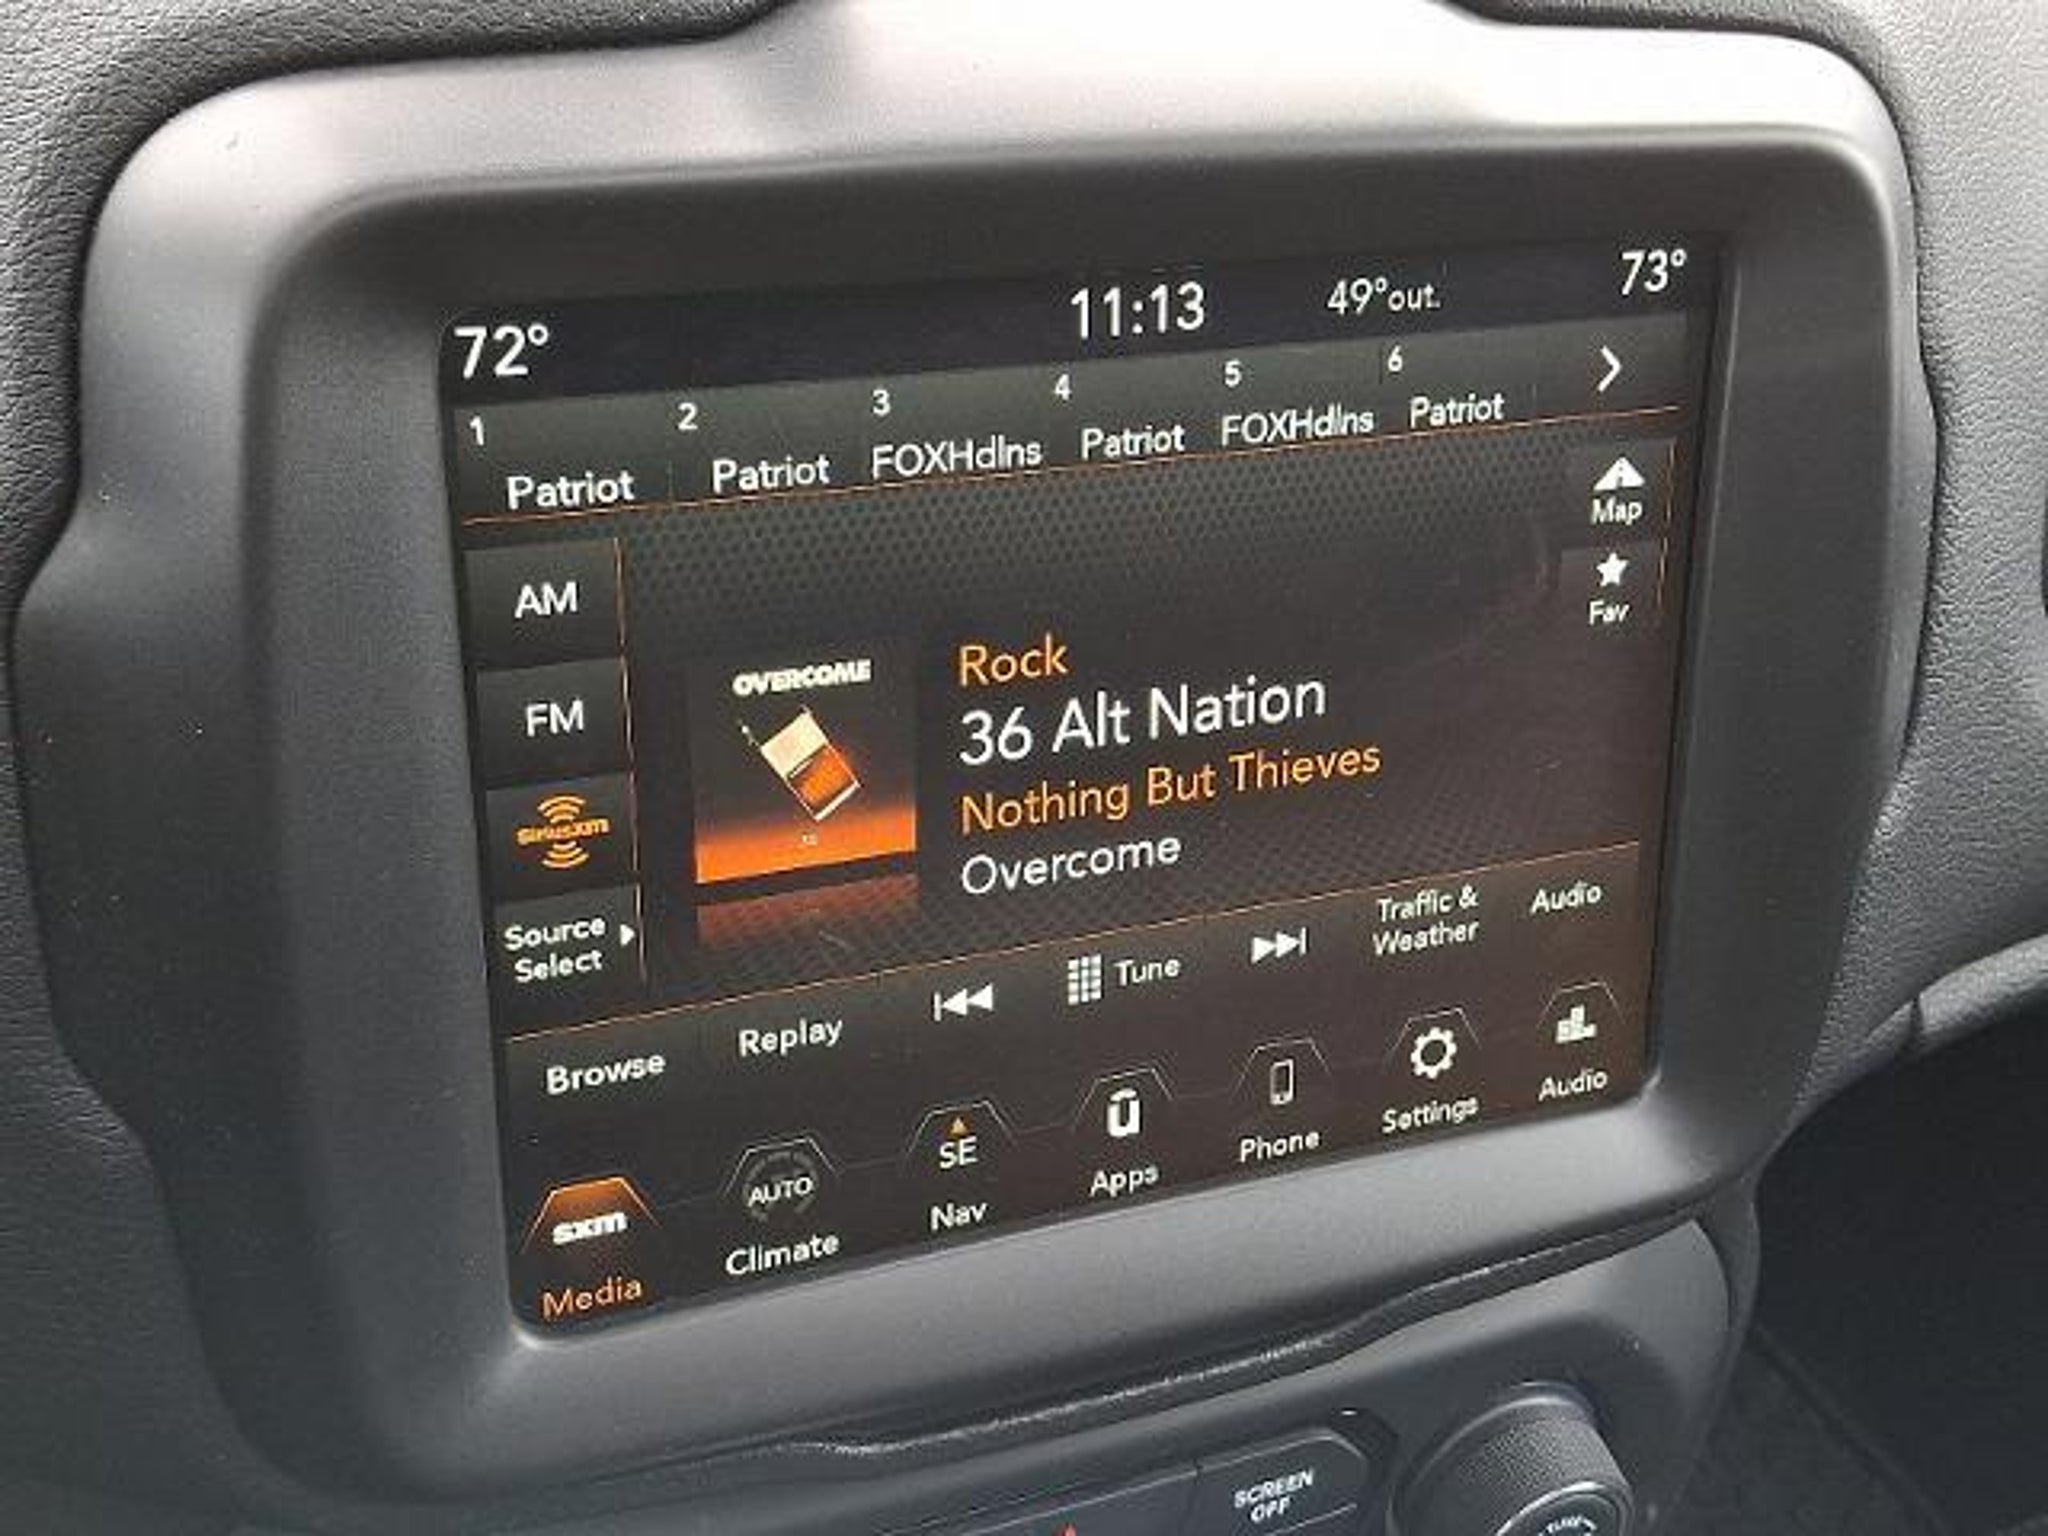 72° 11:13 49°out. 73°
1 Patriot
2 Patriot
3 FOXHdlns
4 Patriot
5 FOXHdlns
6 Patriot
Map
Fav
AM
FM
SiriusXM
Source
Select
OVERCOME
Rock
36 Alt Nation
Nothing But Thieves
Overcome
Browse
Replay
Tune
Traffic &
Weather
Audio
sxm
Media
AUTO
Climate
SE
Nav
Apps
Phone
Settings
Audio
SCREEN
OFF